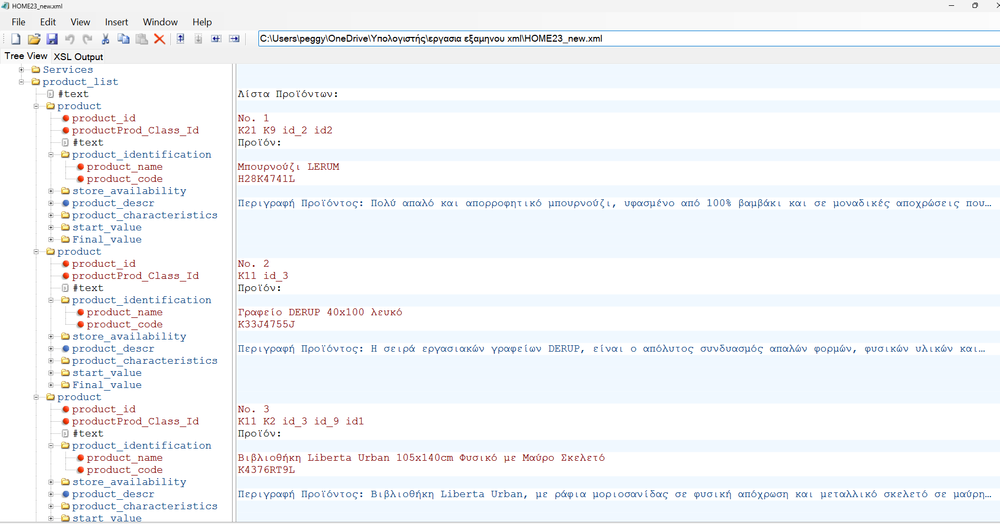 HOME23_new.xml
File Edit View Insert Window Help
C:\Users\peggy\OneDrive\Υπολογιστής\εργασια εξαμηνου xml\HOME23_new.xml
Tree View XSL Output
Services
product_list
#text Λίστα Προϊόντων:
product
product_id No. 1
productProd_Class_Id K21 K9 id_2 id2
#text Προϊόν:
product_identification
product_name Μπουρνούζι LERUM
product_code H28K4741L
store_availability
product_descr Περιγραφή Προϊόντος: Πολύ απαλό και απορροφητικό μπουρνούζι, υφασμένο από 100% βαμβάκι και σε μοναδικές αποχρώσεις που…
product_characteristics
start_value
Final_value
product
product_id No. 2
productProd_Class_Id K11 id_3
#text Προϊόν:
product_identification
product_name Γραφείο DERUP 40x100 λευκό
product_code K33J4755J
store_availability
product_descr Περιγραφή Προϊόντος: Η σειρά εργασιακών γραφείων DERUP, είναι ο απόλυτος συνδυασμός απαλών φορμών, φυσικών υλικών και…
product_characteristics
start_value
Final_value
product
product_id No. 3
productProd_Class_Id K11 K2 id_3 id_9 id1
#text Προϊόν:
product_identification
product_name Βιβλιοθήκη Liberta Urban 105x140cm Φυσικό με Μαύρο Σκελετό
product_code K4376RT9L
store_availability
product_descr Περιγραφή Προϊόντος: Βιβλιοθήκη Liberta Urban, με ράφια μοριοσανίδας σε φυσική απόχρωση και μεταλλικό σκελετό σε μαύρη…
product_characteristics
start_value